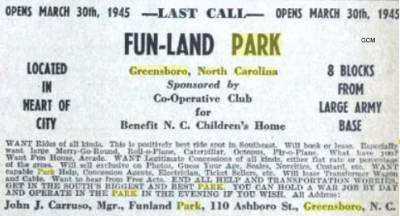 OPENS MARCH 30th, 1945 —LAST CALL— OPENS MARCH 30th, 1945
GCM
FUN-LAND PARK
LOCATED
IN
HEART OF
CITY
Greensboro, North Carolina
Sponsored by
Co-Operative Club
for
Benefit N. C. Children's Home
8 BLOCKS
FROM
LARGE ARMY
BASE
WANT Rides of all kinds. This is positively best ride spot in Southeast. Will book or lease. Especially
want large Merry-Go-Round, Roll-o-Plane, Caterpillar, Octopus, Fly-o-Plane. What have you?
Want Fun House, Arcade. WANT Legitimate Concessions of all kinds, either flat rate or percentage
of the gross. Will sell exclusive on Photos, Guess Your Age, Scales, Novelties, Custard, etc. WANT
capable Park Help, Concession Agents, Electrician, Ticket Sellers, etc. Will lease Transformer Wagon
and Cable. Want to hear from Free Acts. END ALL HELP AND TRANSPORTATION WORRIES,
GET IN THE SOUTH'S BIGGEST AND BEST PARK. YOU CAN HOLD A WAR JOB BY DAY
AND OPERATE IN THE PARK IN THE EVENING IF YOU WISH. All Address:
John J. Carruso, Mgr., Funland Park, 110 Ashboro St., Greensboro, N. C.